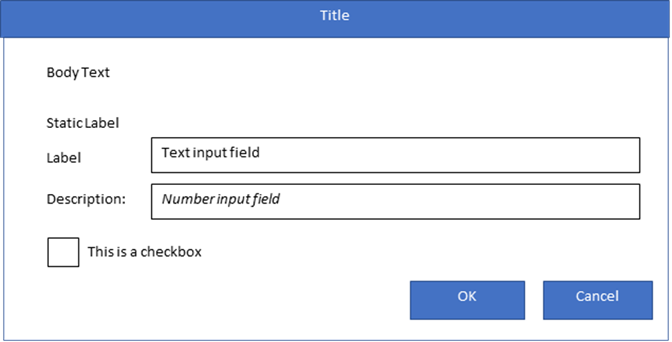 Title
Body Text
Static Label
Label
Text input field
Description:
Number input field
This is a checkbox
OK
Cancel